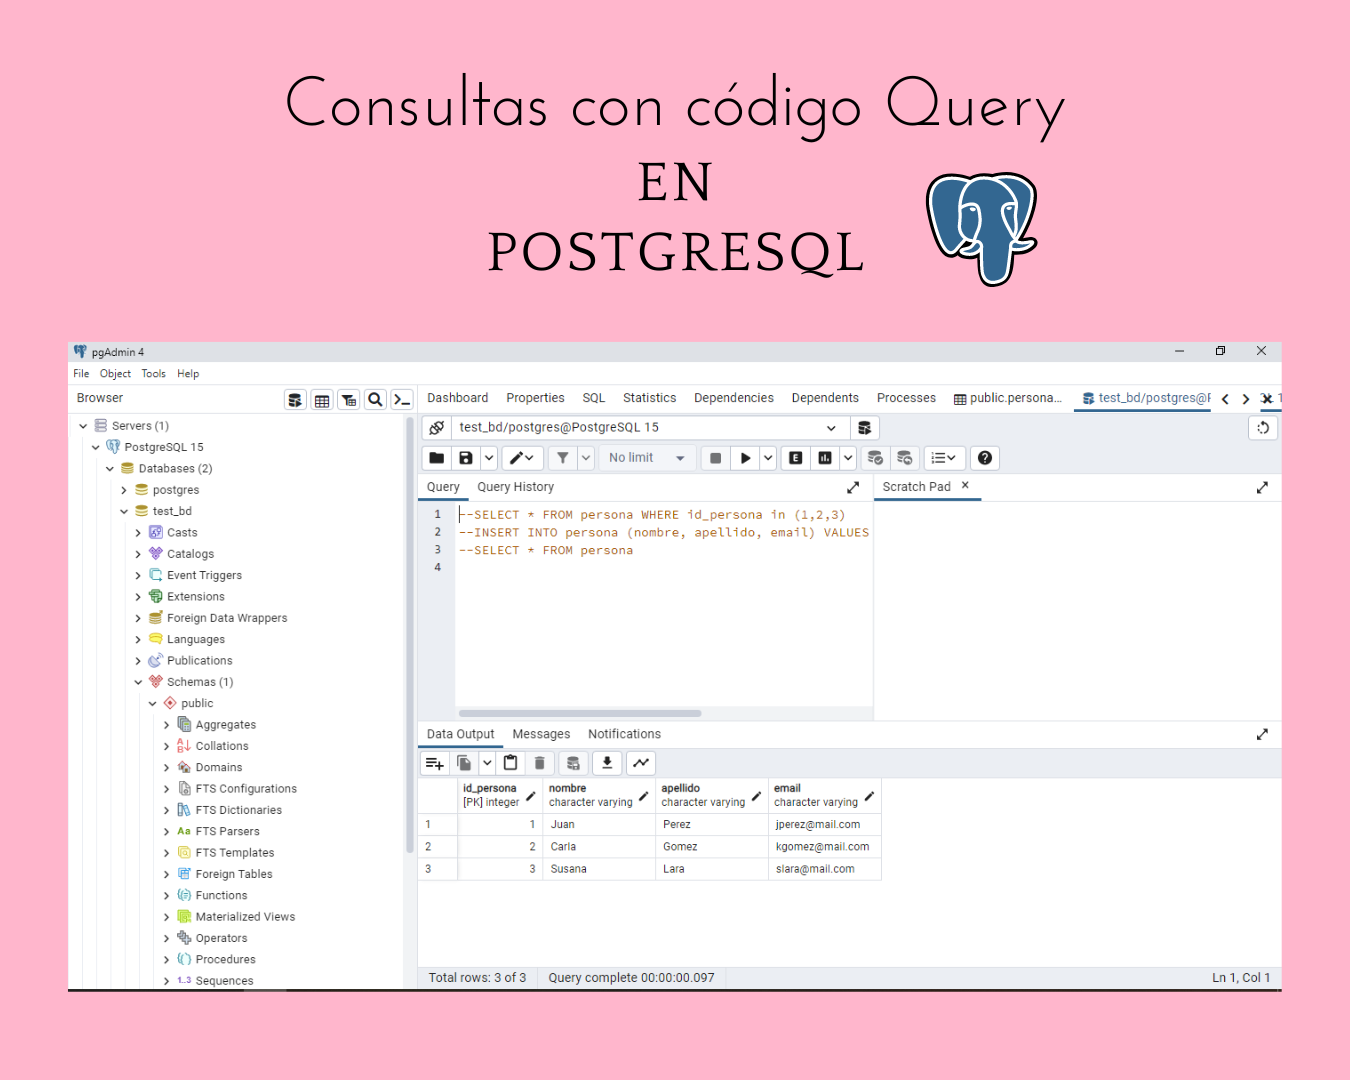 Consultas con código Query
EN
POSTGRESQL
pgAdmin 4
File Object Tools Help
Browser
Dashboard Properties SQL Statistics Dependencies Dependents Processes public.persona... test_bd/postgres@
Servers (1)
PostgreSQL 15
Databases (2)
postgres
test_bd
Casts
Catalogs
Event Triggers
Extensions
Foreign Data Wrappers
Languages
Publications
Schemas (1)
public
Aggregates
Collations
Domains
FTS Configurations
FTS Dictionaries
Aa FTS Parsers
FTS Templates
Foreign Tables
Functions
Materialized Views
Operators
Procedures
1..3 Sequences
test_bd/postgres@PostgreSQL 15
No limit
E
Query Query History
Scratch Pad
1 --SELECT * FROM persona WHERE id_persona in (1,2,3)
2 --INSERT INTO persona (nombre, apellido, email) VALUES
3 --SELECT * FROM persona
4
Data Output Messages Notifications
id_persona nombre apellido email
[PK] integer character varying character varying character varying
1 1 Juan Perez jperez@mail.com
2 2 Carla Gomez kgomez@mail.com
3 3 Susana Lara slara@mail.com
Total rows: 3 of 3 Query complete 00:00:00.097 Ln 1, Col 1